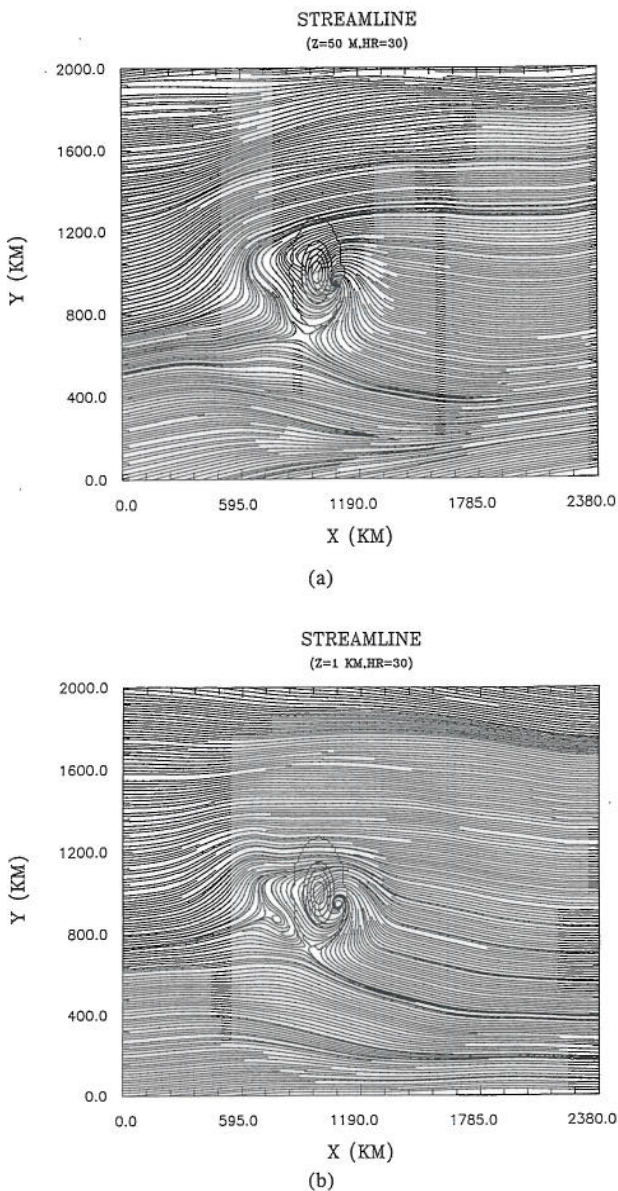 STREAMLINE
(Z=50 M,HR=30)
2000.0
1600.0
1200.0
800.0
400.0
0.0
Y (KM)
0.0 595.0 1190.0 1785.0 2380.0
X (KM)
(a)
STREAMLINE
(Z=1 KM,HR=30)
2000.0
1600.0
1200.0
800.0
400.0
0.0
Y (KM)
0.0 595.0 1190.0 1785.0 2380.0
X (KM)
(b)